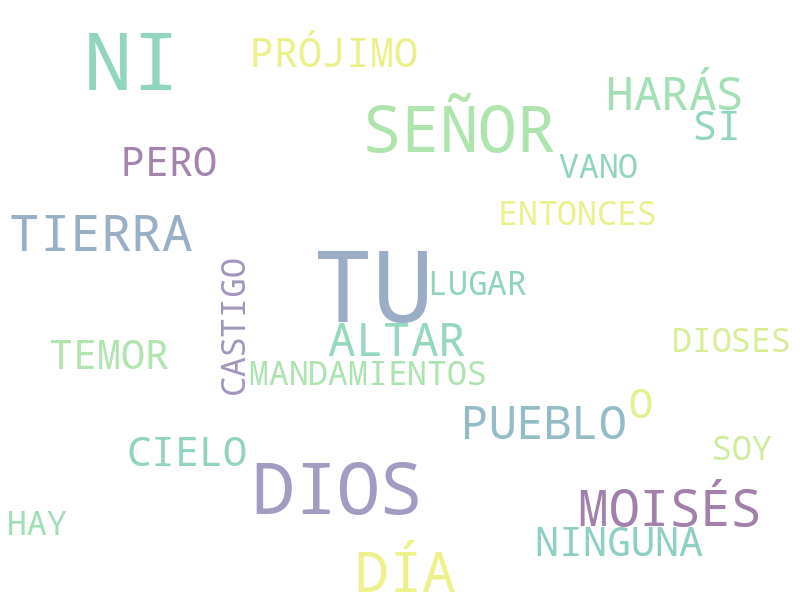 NI
PRÓJIMO
HARÁS
SEÑOR
SI
PERO
VANO
ENTONCES
TIERRA
TU
LUGAR
CASTIGO
ALTAR
DIOSES
TEMOR
MANDAMIENTOS
O
PUEBLO
SOY
CIELO
DIOS
MOISÉS
HAY
NINGUNA
DÍA